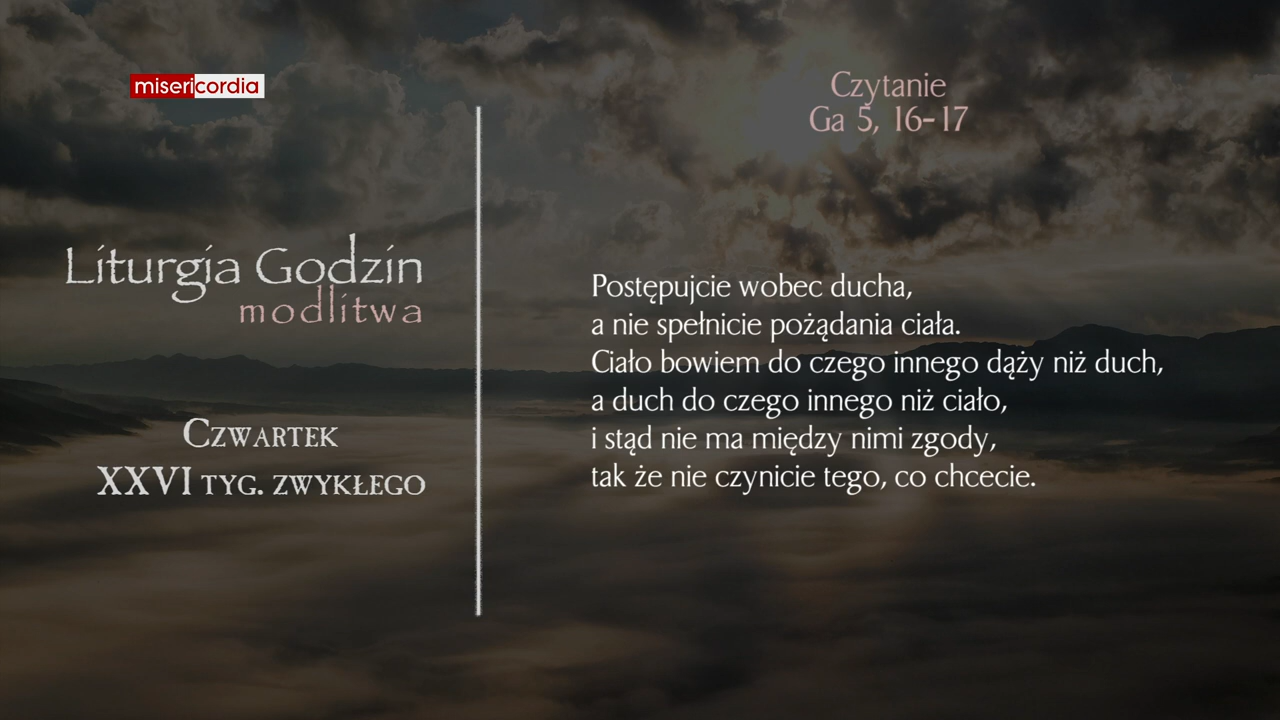 misericordia
Liturgia Godzin
modlitwa
Czwartek
XXVI tyg. zwykłego
Czytanie
Ga 5, 16-17
Postępujcie wobec ducha,
a nie spełnicie pożądania ciała.
Ciało bowiem do czego innego dąży niż duch,
a duch do czego innego niż ciało,
i stąd nie ma między nimi zgody,
tak że nie czynicie tego, co chcecie.